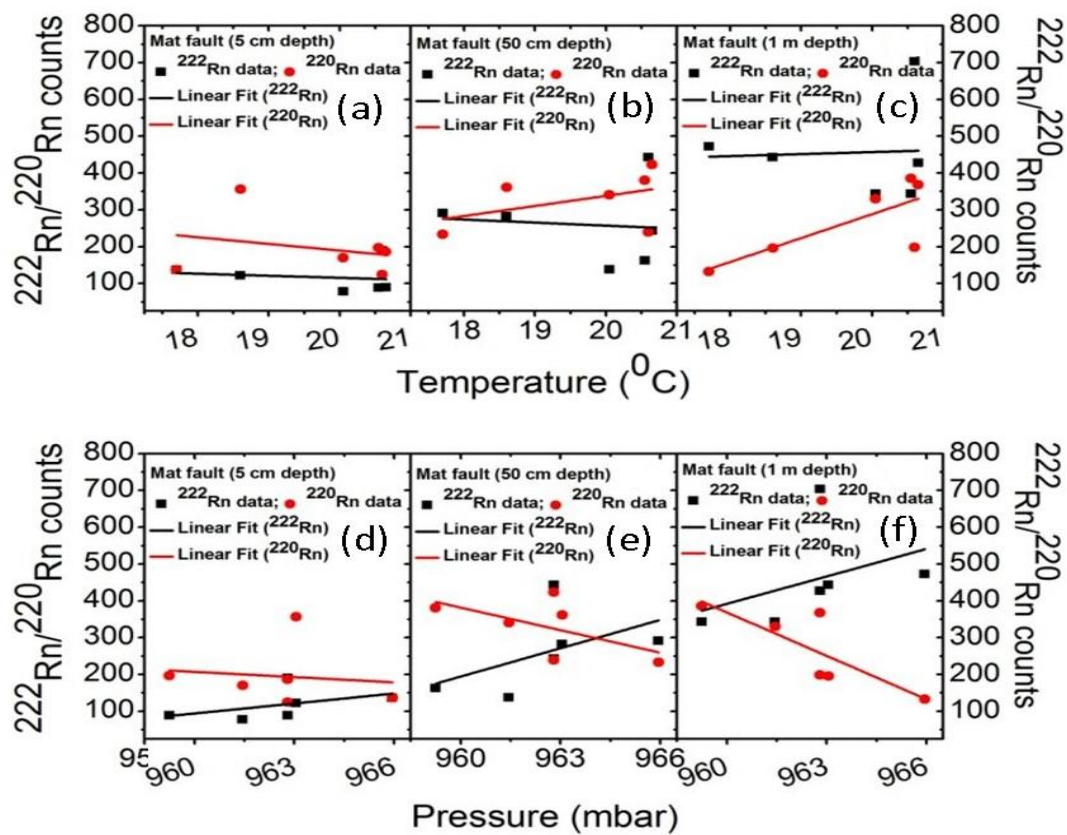 800
700
600
500
400
300
200
100
222Rn/220Rn counts
Mat fault (5 cm depth)
222Rn data; 220Rn data
Linear Fit (222Rn)
Linear Fit (220Rn)
(a)
Mat fault (50 cm depth)
222Rn data; 220Rn data
Linear Fit (222Rn)
Linear Fit (220Rn)
(b)
Mat fault (1 m depth)
222Rn data; 220Rn data
Linear Fit (222Rn)
Linear Fit (220Rn)
(c)
800
700
600
500
400
300
200
100
222Rn/220Rn counts
18 19 20 21 18 19 20 21 18 19 20 21
Temperature (0C)
800
700
600
500
400
300
200
100
222Rn/220Rn counts
Mat fault (5 cm depth)
222Rn data; 220Rn data
Linear Fit (222Rn)
Linear Fit (220Rn)
(d)
Mat fault (50 cm depth)
222Rn data; 220Rn data
Linear Fit (222Rn)
Linear Fit (220Rn)
(e)
Mat fault (1 m depth)
222Rn data; 220Rn data
Linear Fit (222Rn)
Linear Fit (220Rn)
(f)
800
700
600
500
400
300
200
100
222Rn/220Rn counts
95 960 963 966 960 963 966 960 963 966
Pressure (mbar)